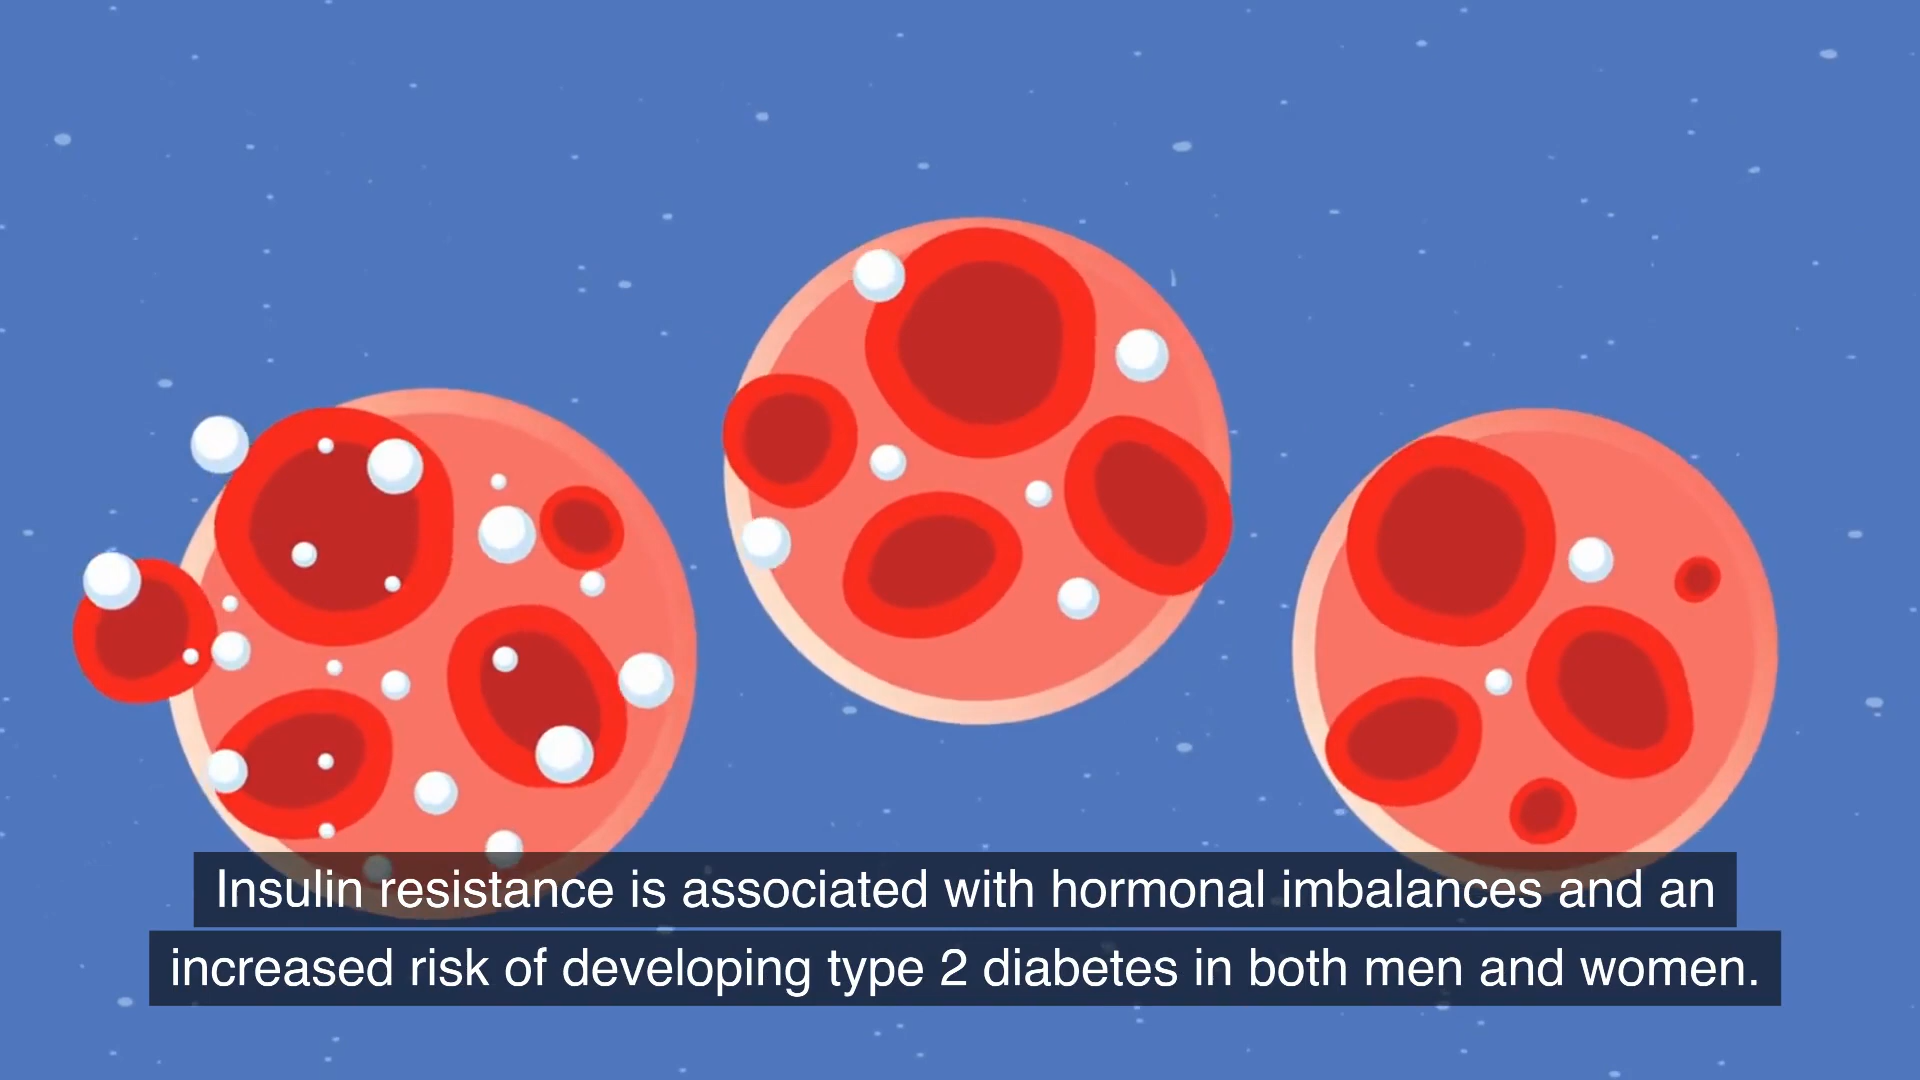 Insulin resistance is associated with hormonal imbalances and an
increased risk of developing type 2 diabetes in both men and women.